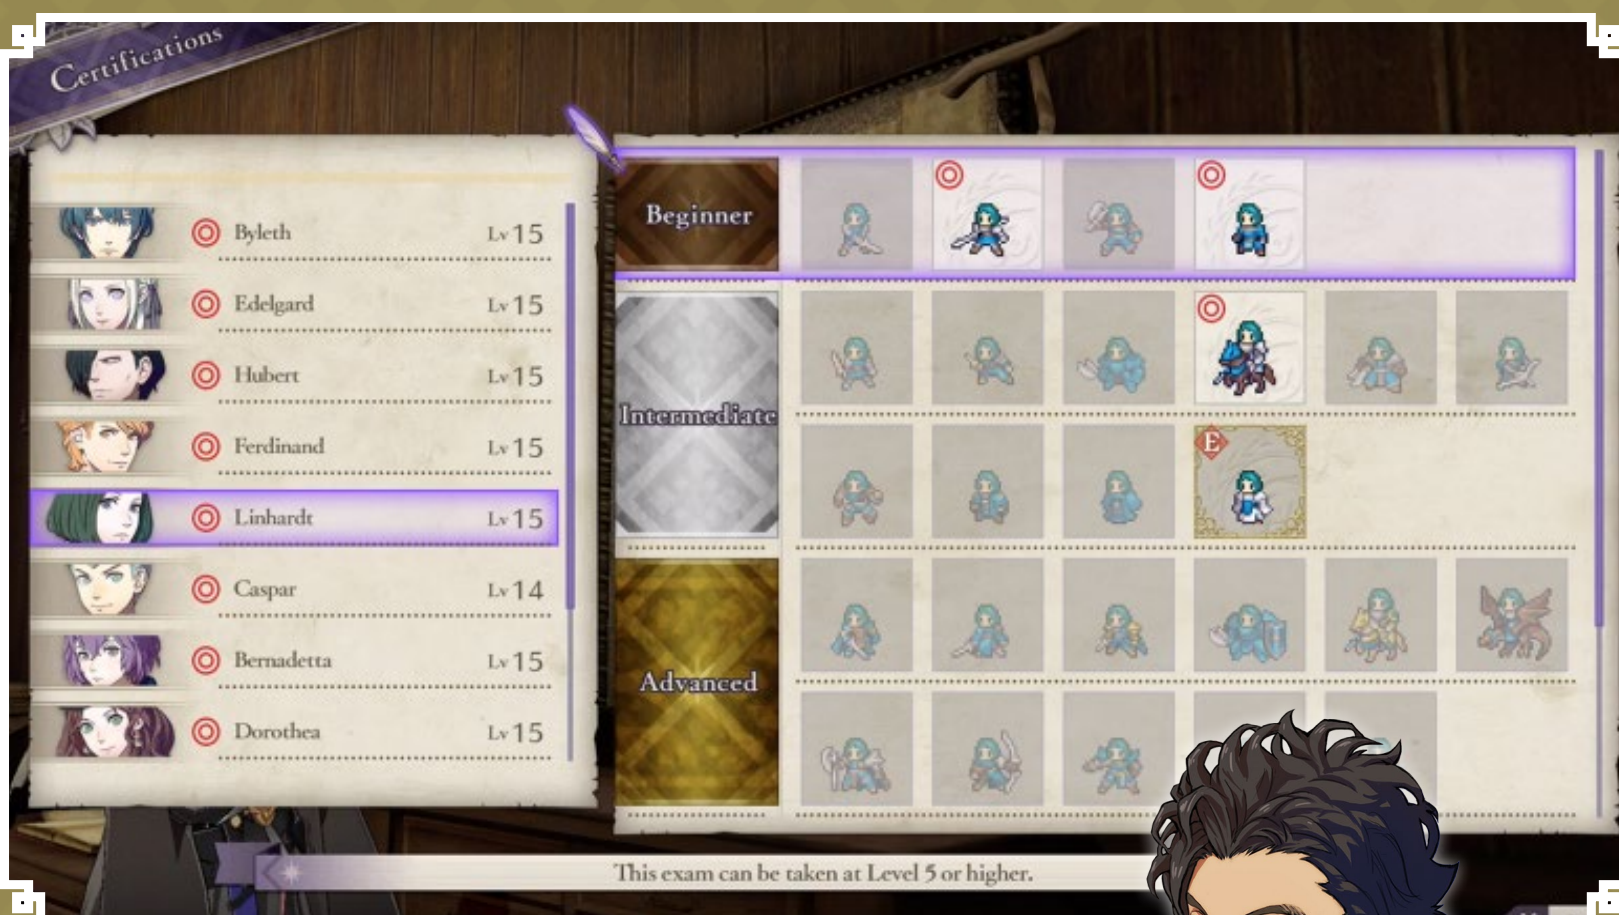 Certifications
Byleth Lv 15
Edelgard Lv 15
Hubert Lv 15
Ferdinand Lv 15
Linhardt Lv 15
Caspar Lv 14
Bernadetta Lv 15
Dorothea Lv 15
Beginner
Intermediate
E
Advanced
This exam can be taken at Level 5 or higher.